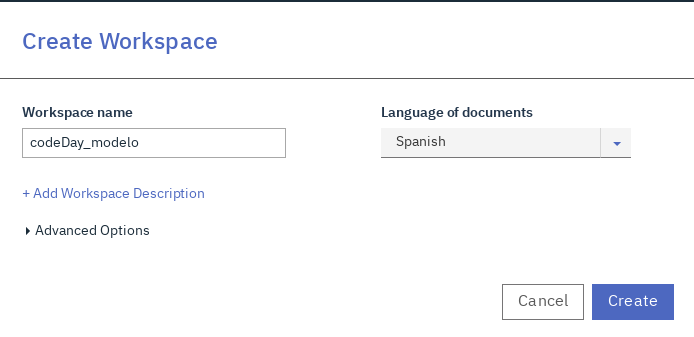 Create Workspace
Workspace name
Language of documents
codeDay_modelo
Spanish
+ Add Workspace Description
Advanced Options
Cancel
Create